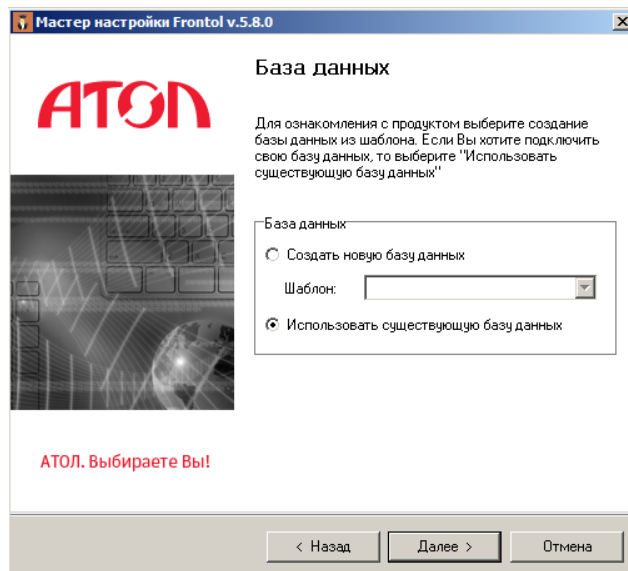 Мастер настройки Frontol v.5.8.0
База данных
АТОЛ
Для ознакомления с продуктом выберите создание
базы данных из шаблона. Если Вы хотите подключить
свою базу данных, то выберите "Использовать
существующую базу данных"
База данных
Создать новую базу данных
Шаблон:
Использовать существующую базу данных
АТОЛ. Выбираете Вы!
< Назад
Далее >
Отмена